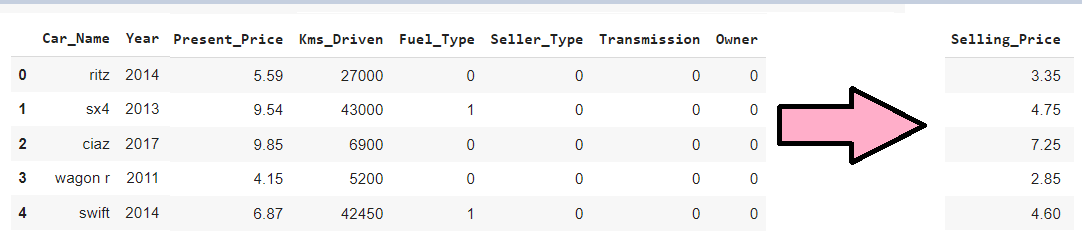 Car_Name Year Present_Price Kms_Driven Fuel_Type Seller_Type Transmission Owner Selling_Price
0 ritz 2014 5.59 27000 0 0 0 0 3.35
1 sx4 2013 9.54 43000 1 0 0 0 4.75
2 ciaz 2017 9.85 6900 0 0 0 0 7.25
3 wagon r 2011 4.15 5200 0 0 0 0 2.85
4 swift 2014 6.87 42450 1 0 0 0 4.60